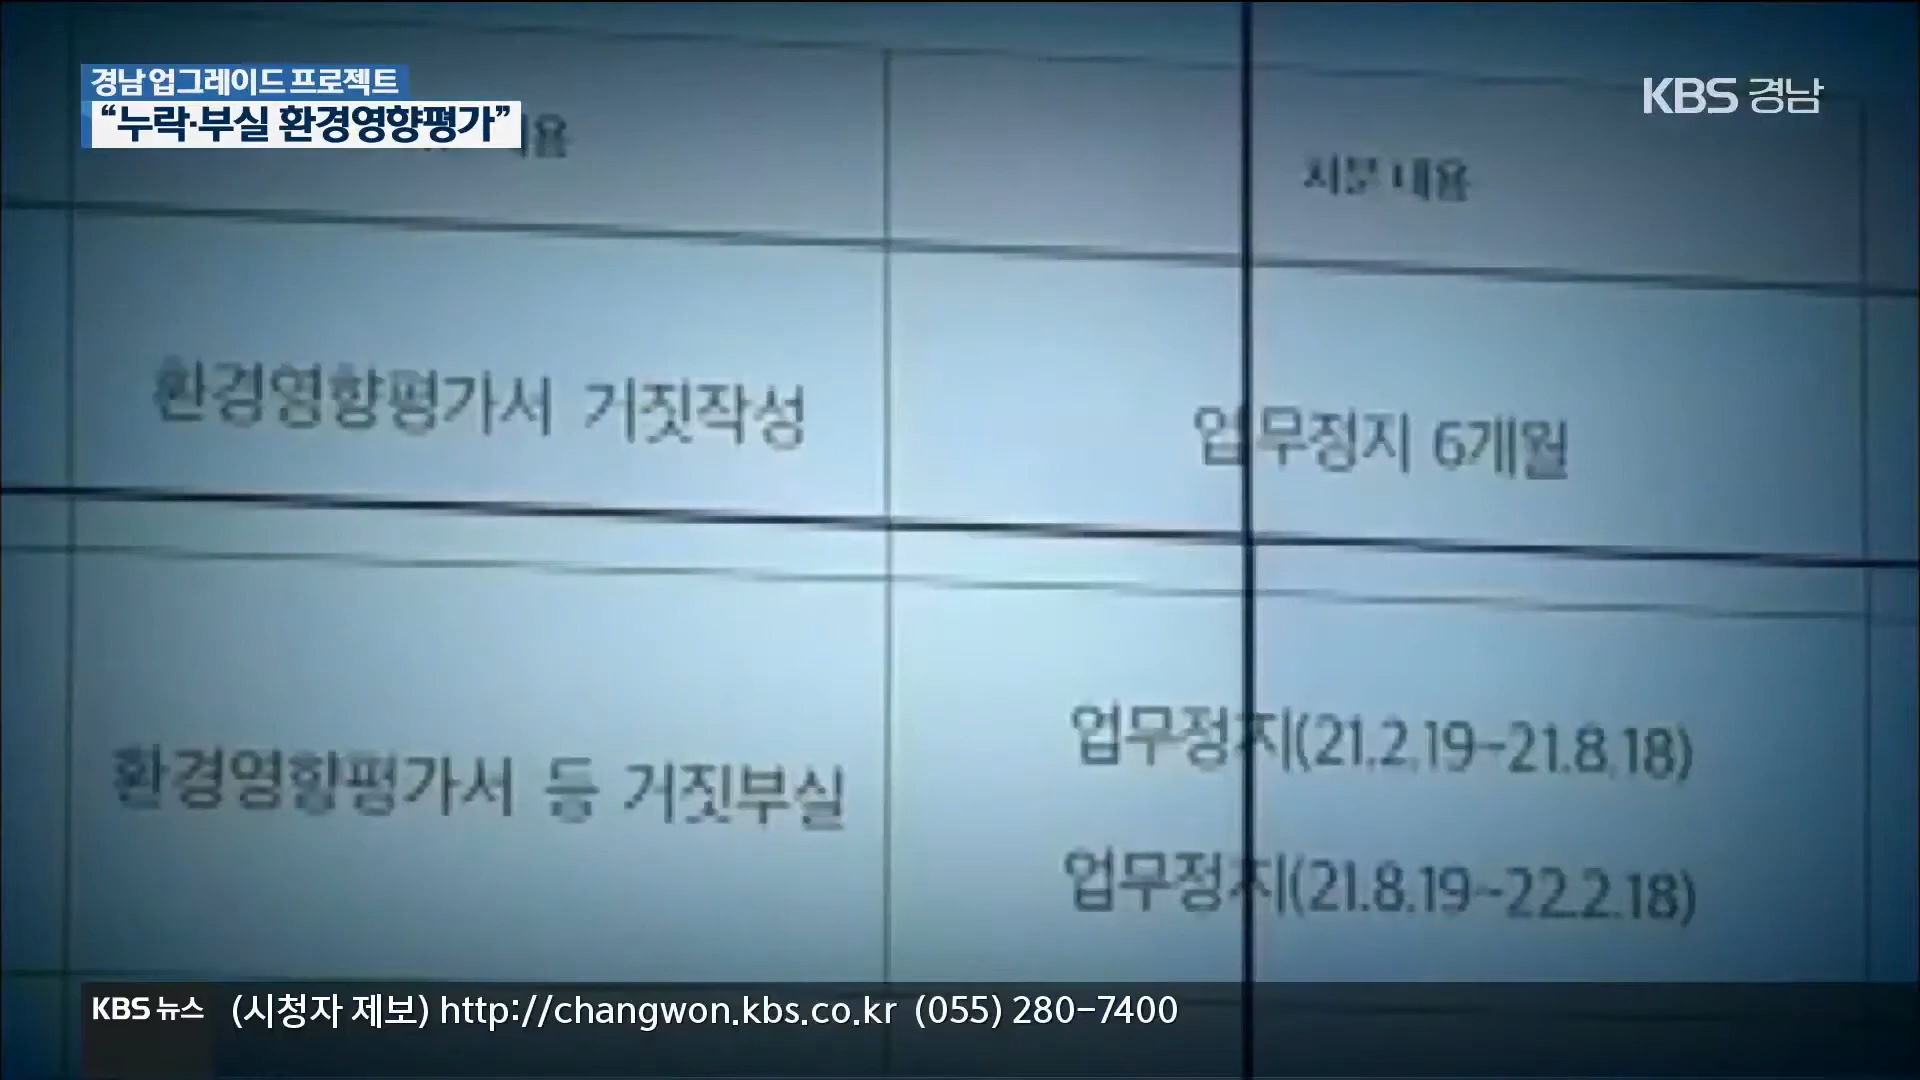 경남 업그레이드 프로젝트
“누락·부실 환경영향평가”
KBS 경남
처분 내용
환경영향평가서 거짓작성
업무정지 6개월
환경영향평가서 등 거짓부실
업무정지(21.2.19~21.8.18)
업무정지(21.8.19~22.2.18)
KBS 뉴스 (시청자 제보) http://changwon.kbs.co.kr (055) 280-7400